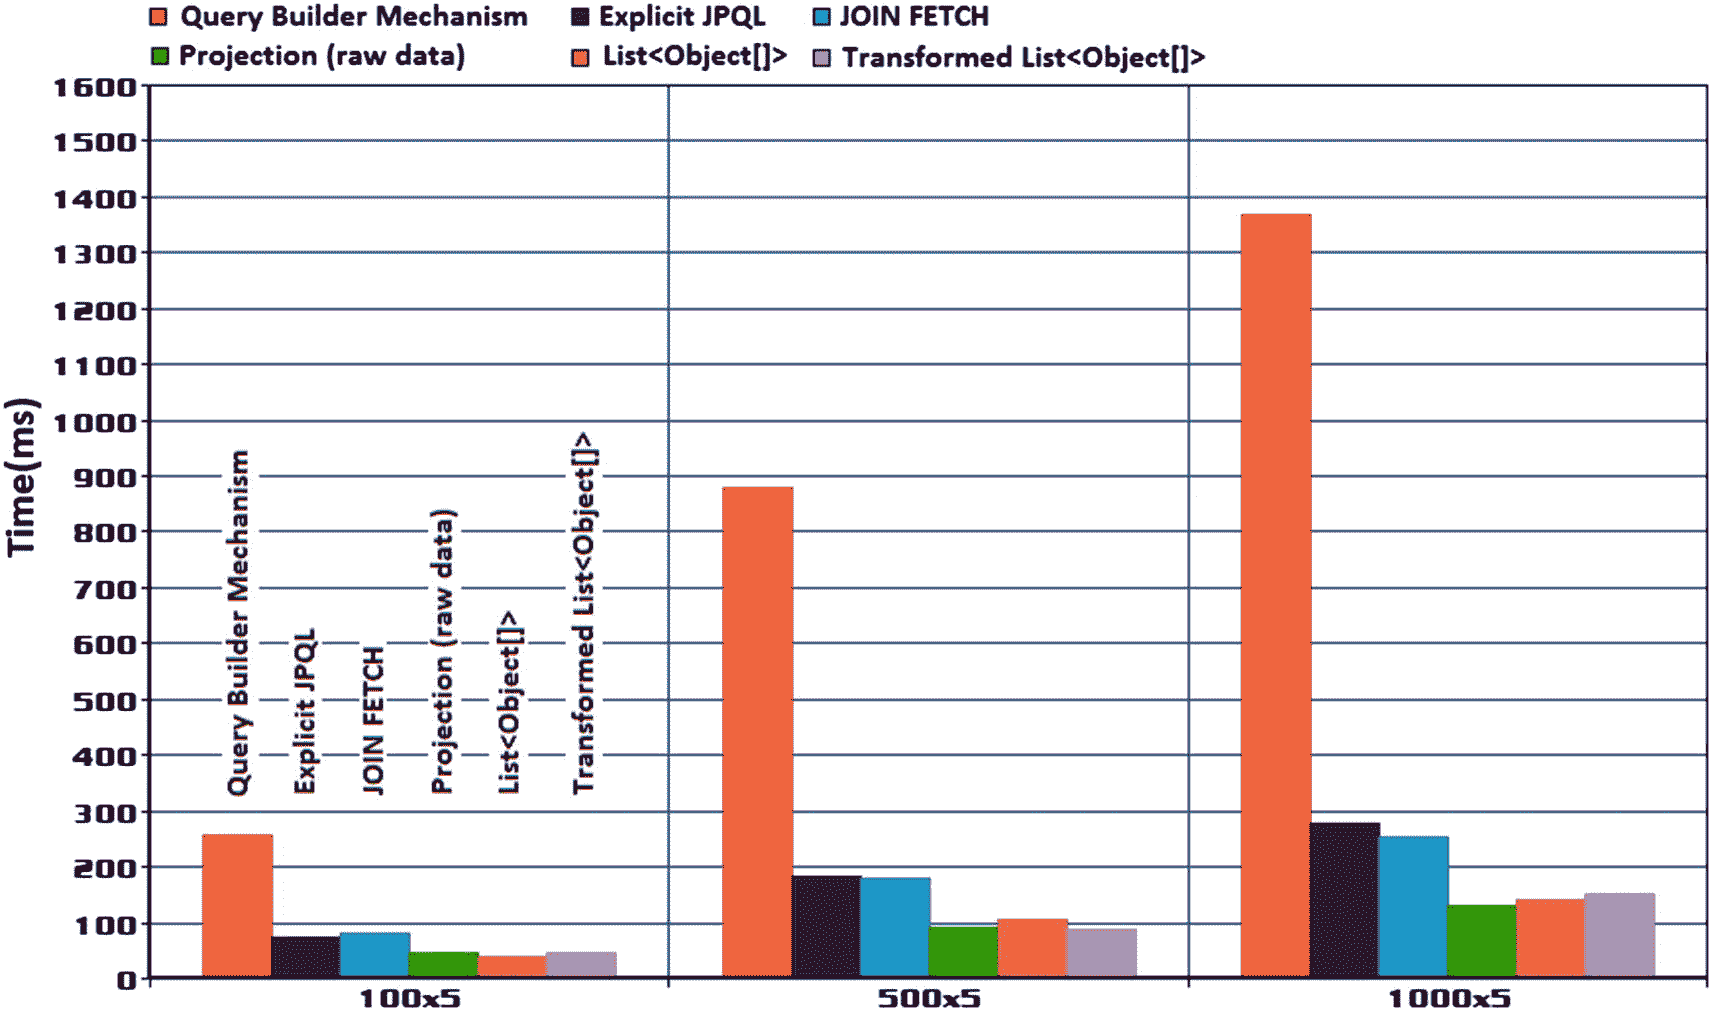 Query Builder Mechanism Explicit JPQL JOIN FETCH
Projection (raw data) List<Object[]> Transformed List<Object[]>
1600
1500
1400
1300
1200
1100
1000
900
800
700
600
500
400
300
200
100
0
Time(ms)
Query Builder Mechanism
Explicit JPQL
JOIN FETCH
Projection (raw data)
List<Object[]>
Transformed List<Object[]>
100x5 500x5 1000x5